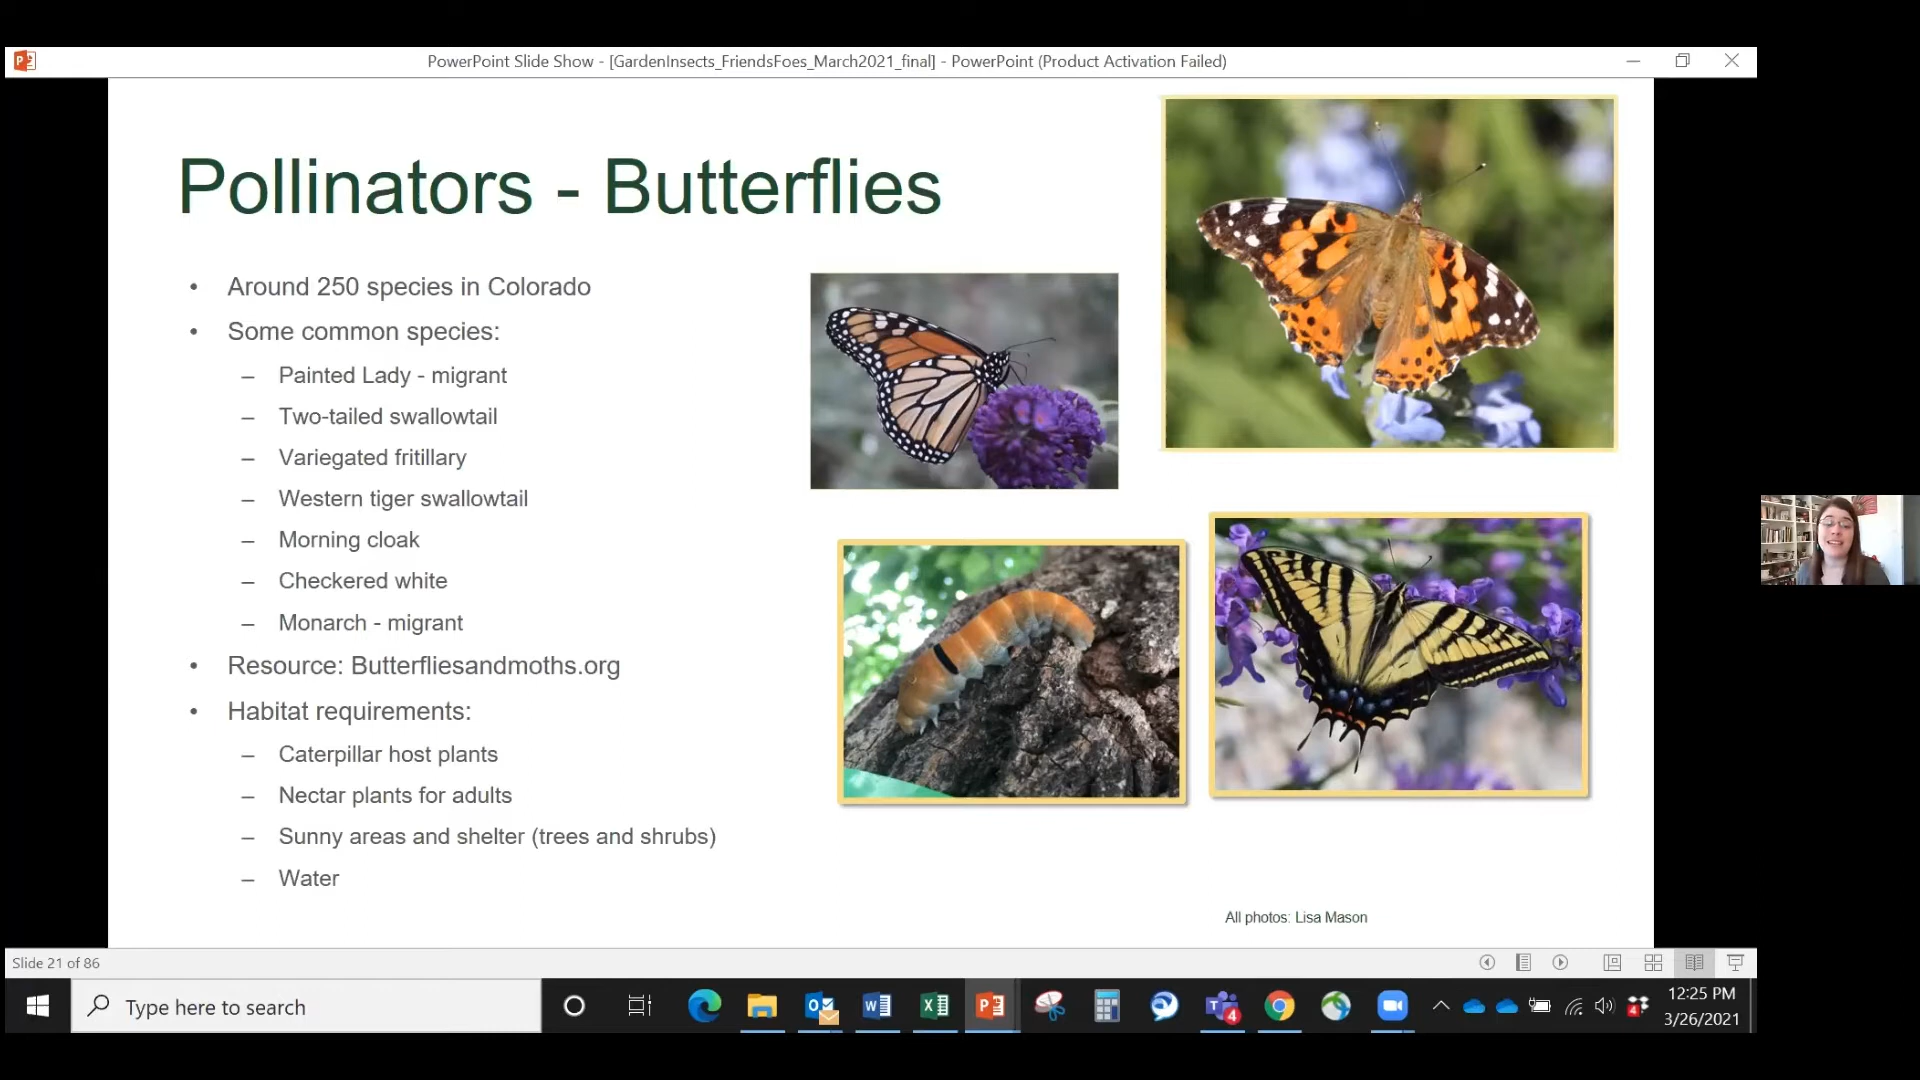 PowerPoint Slide Show - [GardenInsects_FriendsFoes_March2021_final] - PowerPoint (Product Activation Failed)
Pollinators - Butterflies
• Around 250 species in Colorado
• Some common species:
– Painted Lady - migrant
– Two-tailed swallowtail
– Variegated fritillary
– Western tiger swallowtail
– Morning cloak
– Checkered white
– Monarch - migrant
• Resource: Butterfliesandmoths.org
• Habitat requirements:
– Caterpillar host plants
– Nectar plants for adults
– Sunny areas and shelter (trees and shrubs)
– Water
All photos: Lisa Mason
Slide 21 of 86
Type here to search
4
4
12:25 PM
3/26/2021